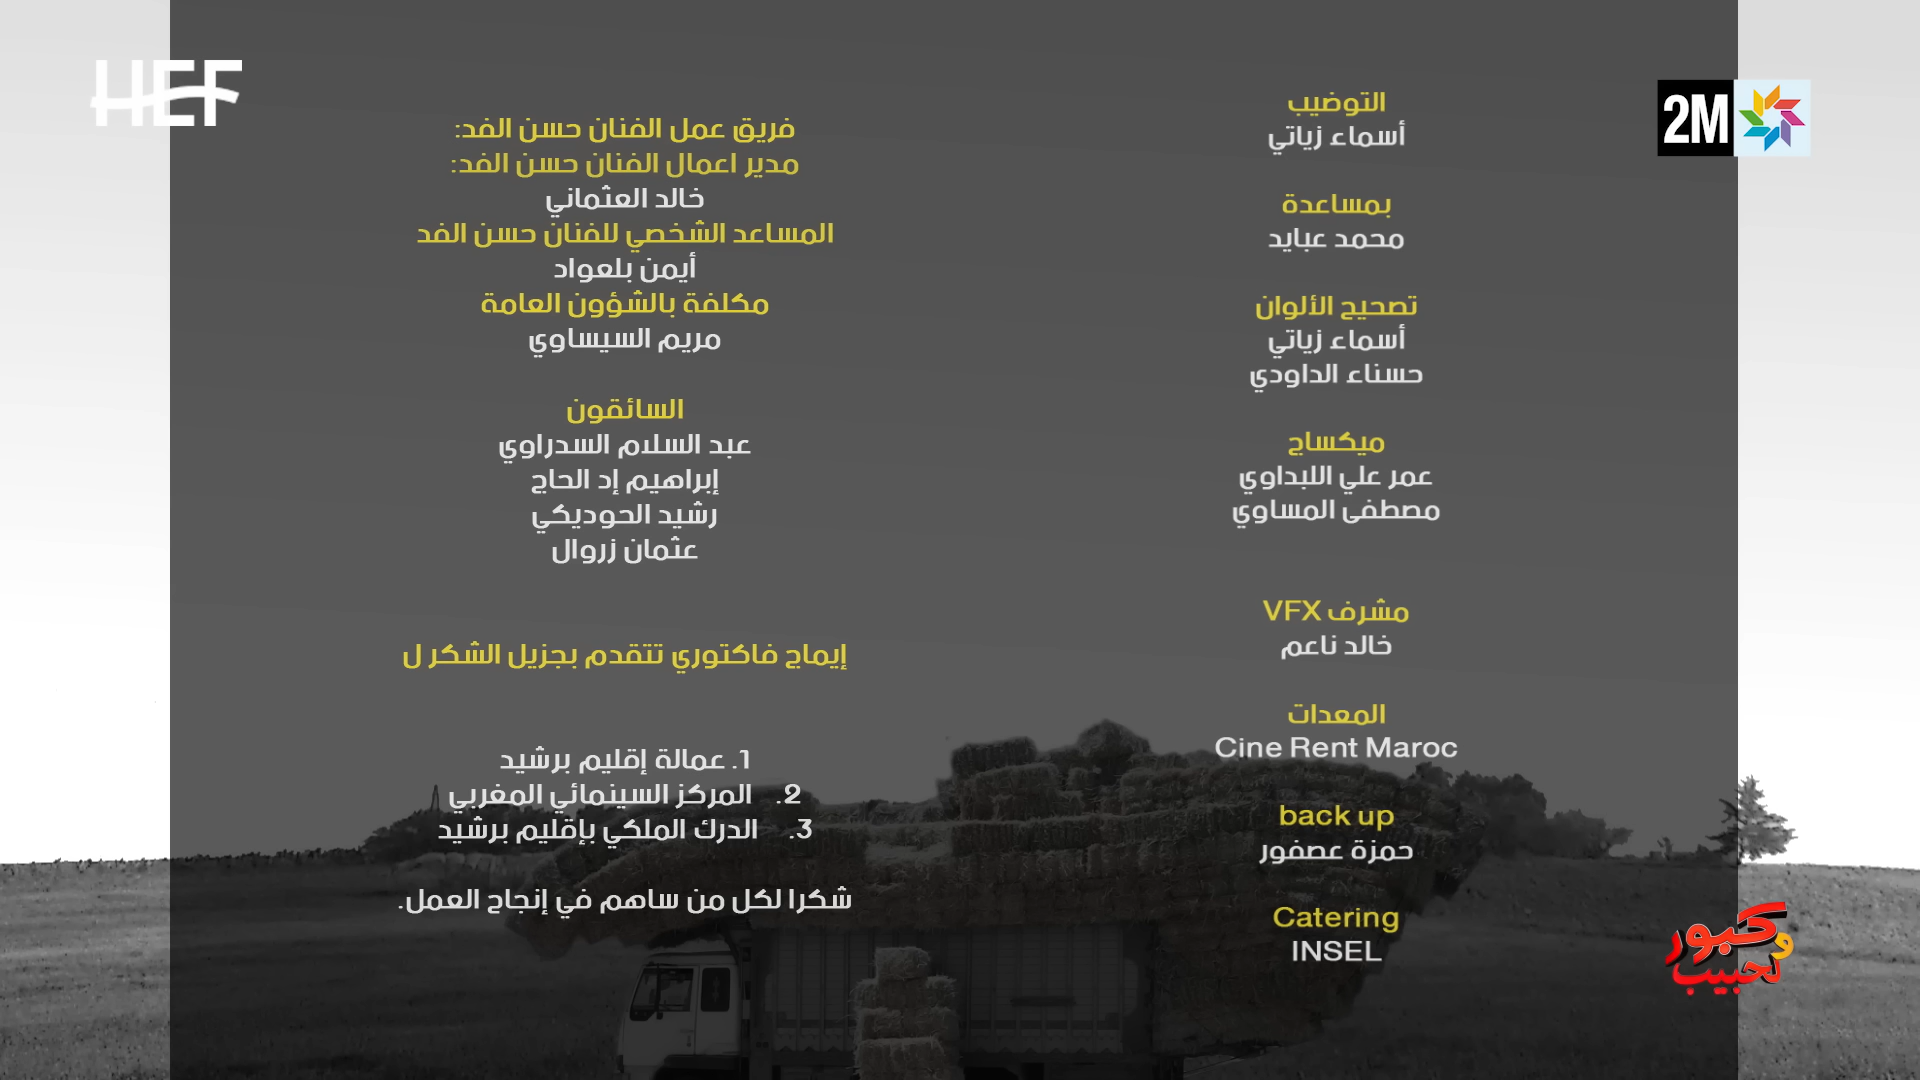 HEF
2M
التوضيب
أسماء زياتي
بمساعدة
محمد عبايد
تصحيح الألوان
أسماء زياتي
حسناء الداودي
ميكساج
عمر علي اللبداوي
مصطفى المساوي
مشرف VFX
خالد ناعم
المعدات
Cine Rent Maroc
back up
حمزة عصفور
Catering
INSEL
فريق عمل الفنان حسن الفد:
مدير اعمال الفنان حسن الفد:
خالد العثماني
المساعد الشخصي للفنان حسن الفد
أيمن بلعواد
مكلفة بالشؤون العامة
مريم السيساوي
السائقون
عبد السلام السدراوي
إبراهيم إد الحاج
رشيد الحوديكي
عثمان زروال
إيماج فاكتوري تتقدم بجزيل الشكر ل
1. عمالة إقليم برشيد
2. المركز السينمائي المغربي
3. الدرك الملكي بإقليم برشيد
شكرا لكل من ساهم في إنجاح العمل.
كبور
و
لحبيب